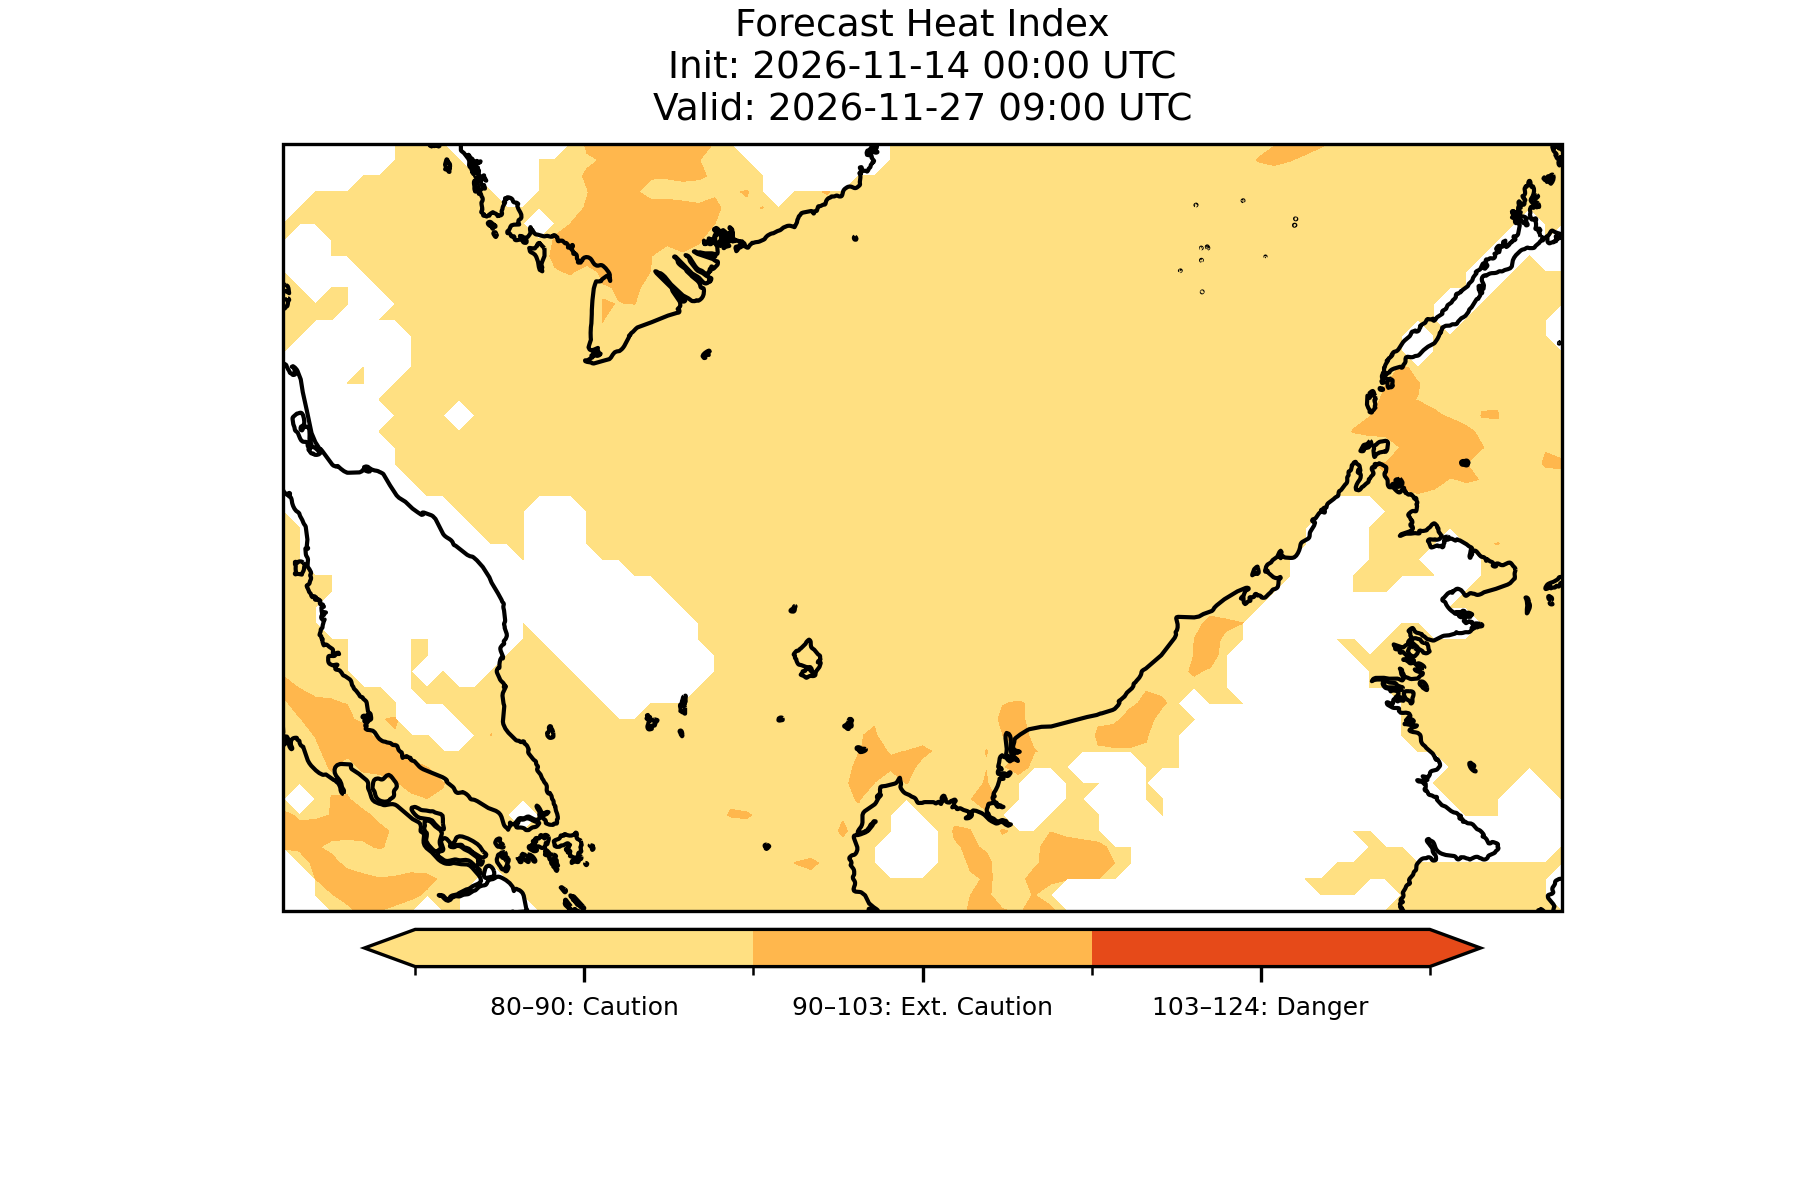 Forecast Heat Index
Init: 2026-11-14 00:00 UTC
Valid: 2026-11-27 09:00 UTC
80–90: Caution
90–103: Ext. Caution
103–124: Danger